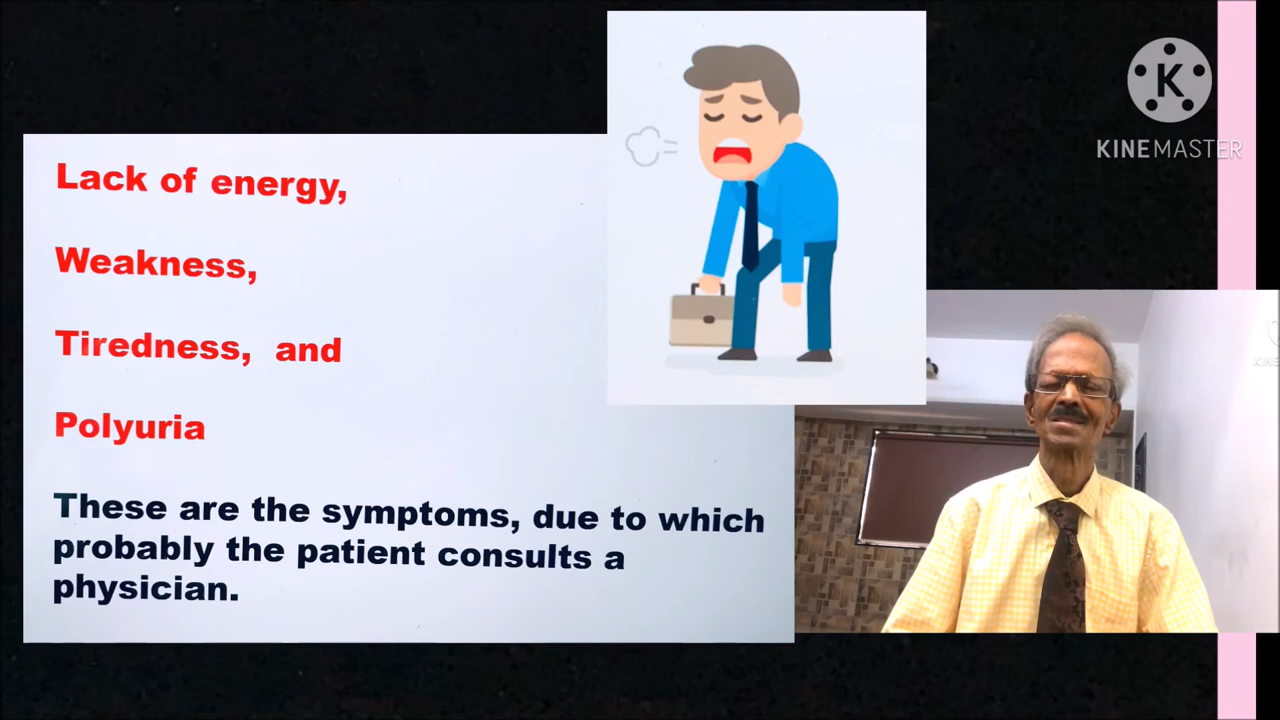 Lack of energy,
Weakness,
Tiredness, and
Polyuria
These are the symptoms, due to which
probably the patient consults a
physician.
K
KINEMASTER